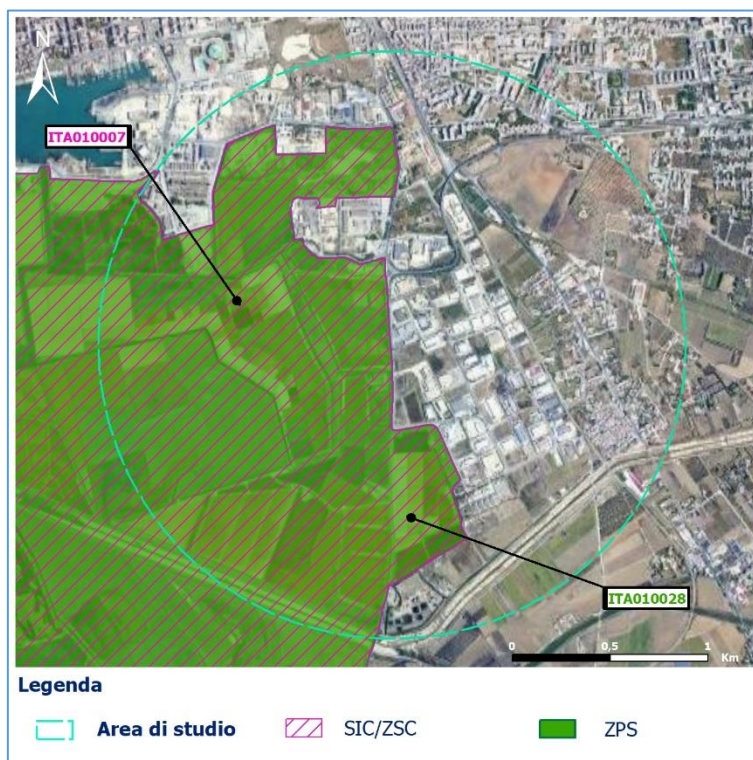 N
ITA010007
ITA010028
0 0,5 1
Km
Legenda
Area di studio SIC/ZSC ZPS